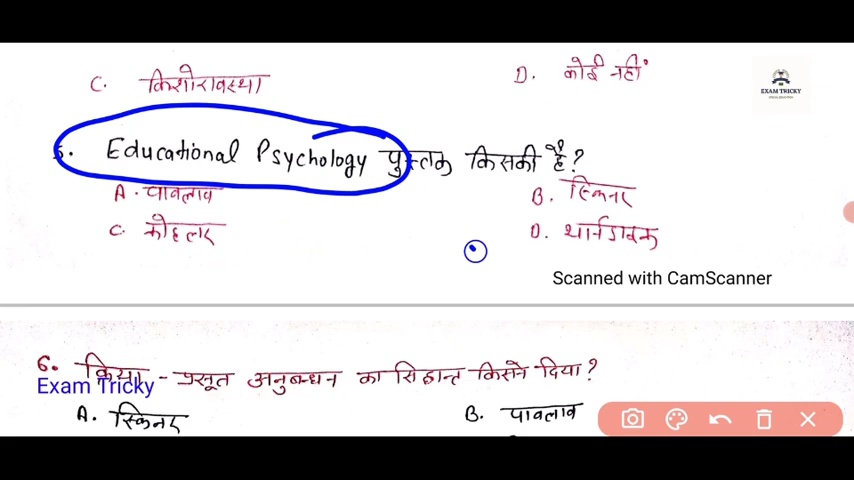 C. किशोरावस्था
D. कोई नहीं
EXAM TRICKY
5. Educational Psychology पुस्तक किसकी है?
A. पावलाव
B. स्किनर
C. कोहलर
D. थार्नडाइक
Scanned with CamScanner
6. क्रिया - प्रसूत अनुबन्धन का सिद्धान्त किसने दिया?
Exam Tricky
A. स्किनर
B. पावलाव